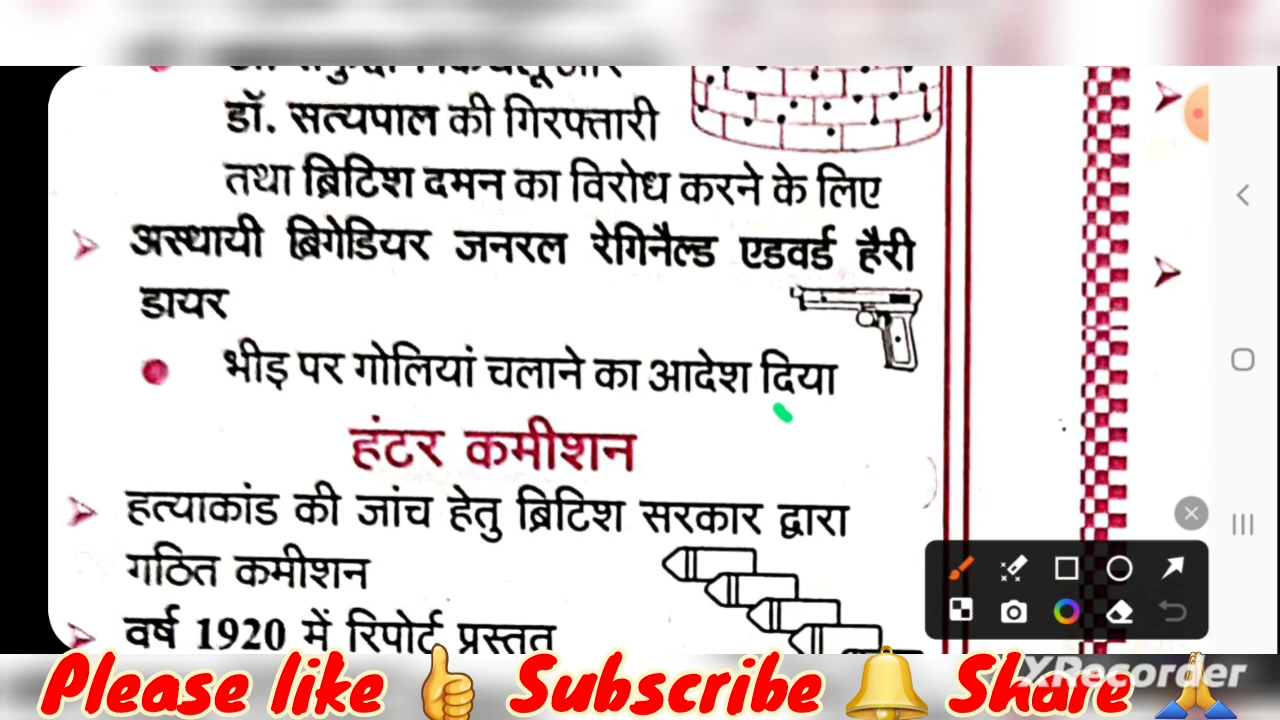 डॉ. सत्यपाल की गिरफ्तारी
तथा ब्रिटिश दमन का विरोध करने के लिए
अस्थायी ब्रिगेडियर जनरल रेगिनैल्ड एडवर्ड हैरी
डायर
भीड़ पर गोलियां चलाने का आदेश दिया
हंटर कमीशन
हत्याकांड की जांच हेतु ब्रिटिश सरकार द्वारा
गठित कमीशन
वर्ष 1920 में रिपोर्ट प्रस्तुत
Please like Subscribe Share
XRecorder